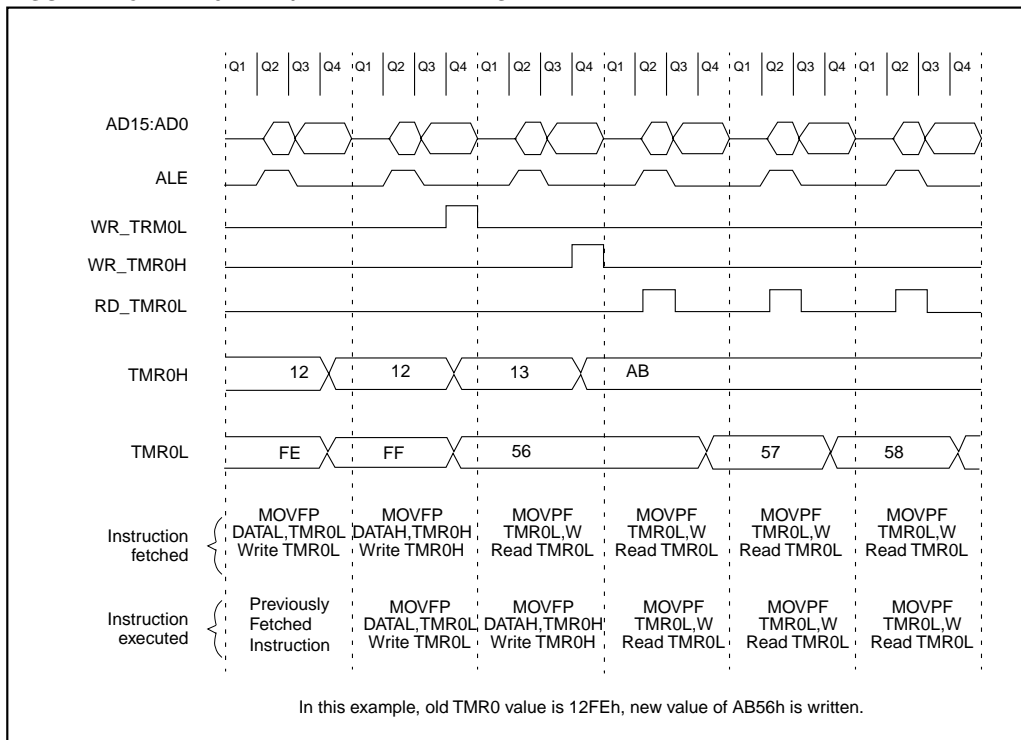 Q1 Q2 Q3 Q4 Q1 Q2 Q3 Q4 Q1 Q2 Q3 Q4 Q1 Q2 Q3 Q4 Q1 Q2 Q3 Q4 Q1 Q2 Q3 Q4
AD15:AD0
ALE
WR_TRM0L
WR_TMR0H
RD_TMR0L
TMR0H 12 12 13 AB
TMR0L FE FF 56 57 58
Instruction fetched
MOVFP DATAL,TMR0L Write TMR0L
MOVFP DATAH,TMR0H Write TMR0H
MOVPF TMR0L,W Read TMR0L
MOVPF TMR0L,W Read TMR0L
MOVPF TMR0L,W Read TMR0L
MOVPF TMR0L,W Read TMR0L
Instruction executed
Previously Fetched Instruction
MOVFP DATAL,TMR0L Write TMR0L
MOVFP DATAH,TMR0H Write TMR0H
MOVPF TMR0L,W Read TMR0L
MOVPF TMR0L,W Read TMR0L
MOVPF TMR0L,W Read TMR0L
In this example, old TMR0 value is 12FEh, new value of AB56h is written.